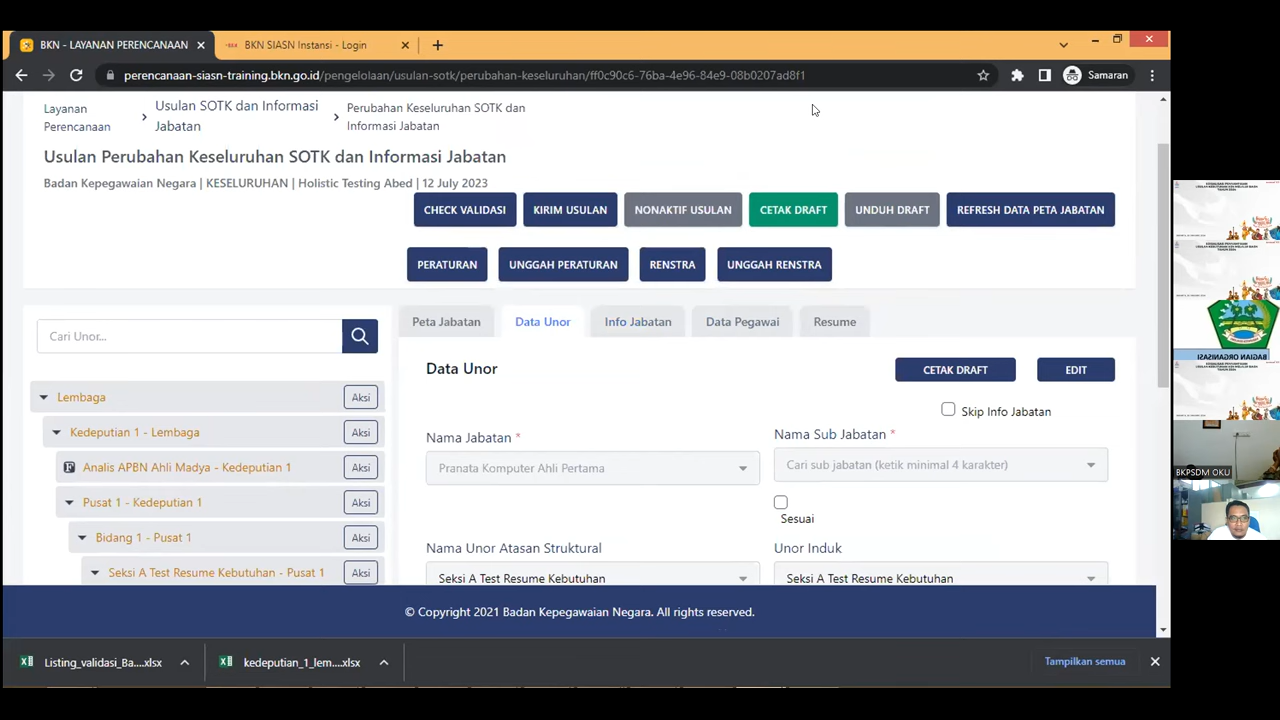 BKN - LAYANAN PERENCANAAN
BKN SIASN Instansi - Login
perencanaan-siasn-training.bkn.go.id/pengelolaan/usulan-sotk/perubahan-keseluruhan/ff0c90c6-76ba-4e96-84e9-08b0207ad8f1
Samaran
Layanan
Perencanaan
Usulan SOTK dan Informasi
Jabatan
Perubahan Keseluruhan SOTK dan
Informasi Jabatan
Usulan Perubahan Keseluruhan SOTK dan Informasi Jabatan
Badan Kepegawaian Negara | KESELURUHAN | Holistic Testing Abed | 12 July 2023
CHECK VALIDASI
KIRIM USULAN
NONAKTIF USULAN
CETAK DRAFT
UNDUH DRAFT
REFRESH DATA PETA JABATAN
PERATURAN
UNGGAH PERATURAN
RENSTRA
UNGGAH RENSTRA
Cari Unor...
Lembaga Aksi
Kedeputian 1 - Lembaga Aksi
Analis APBN Ahli Madya - Kedeputian 1 Aksi
Pusat 1 - Kedeputian 1 Aksi
Bidang 1 - Pusat 1 Aksi
Seksi A Test Resume Kebutuhan - Pusat 1 Aksi
Peta Jabatan
Data Unor
Info Jabatan
Data Pegawai
Resume
Data Unor
CETAK DRAFT
EDIT
Skip Info Jabatan
Nama Jabatan *
Pranata Komputer Ahli Pertama
Nama Sub Jabatan *
Cari sub jabatan (ketik minimal 4 karakter)
Sesuai
Nama Unor Atasan Struktural
Seksi A Test Resume Kebutuhan
Unor Induk
Seksi A Test Resume Kebutuhan
© Copyright 2021 Badan Kepegawaian Negara. All rights reserved.
Listing_validasi_Ba....xlsx
kedeputian_1_lem....xlsx
Tampilkan semua
BAGIAN ORGANISASI
BKPSDM OKU